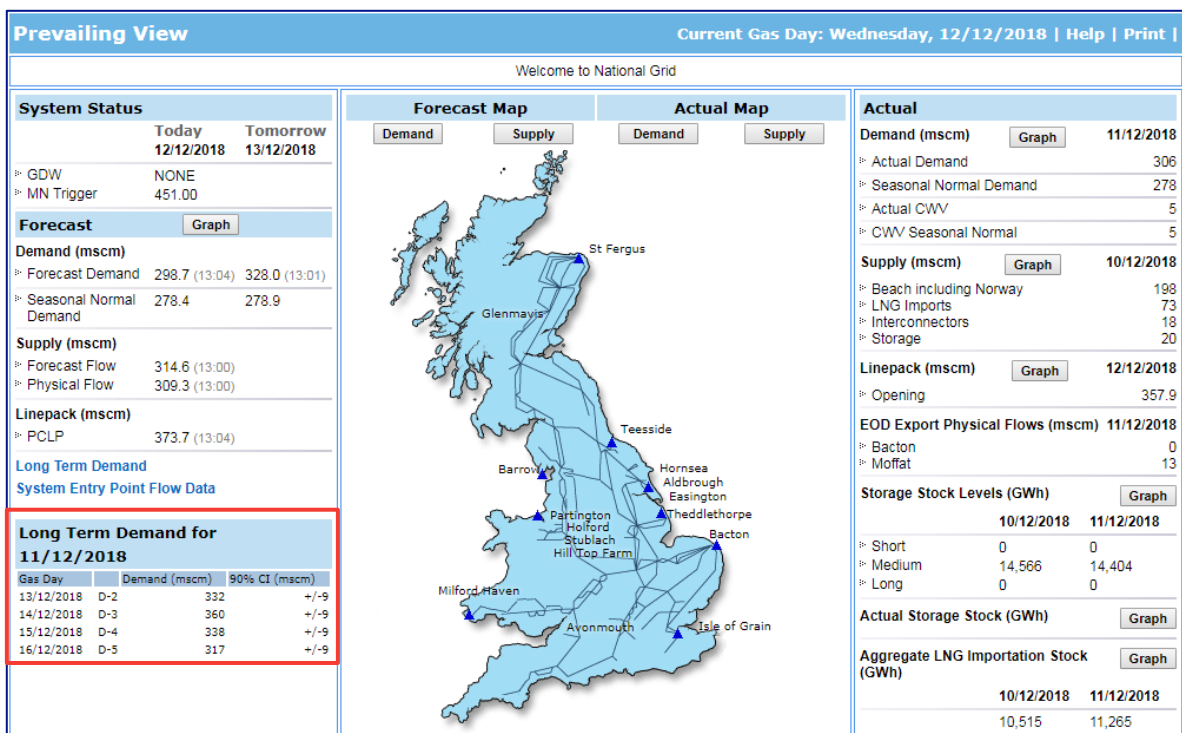 Prevailing View
Current Gas Day: Wednesday, 12/12/2018 | Help | Print |
Welcome to National Grid
System Status
Today Tomorrow
12/12/2018 13/12/2018
GDW NONE
MN Trigger 451.00
Forecast Graph
Demand (mscm)
Forecast Demand 298.7 (13:04) 328.0 (13:01)
Seasonal Normal 278.4 278.9
Demand
Supply (mscm)
Forecast Flow 314.6 (13:00)
Physical Flow 309.3 (13:00)
Linepack (mscm)
PCLP 373.7 (13:04)
Long Term Demand
System Entry Point Flow Data
Long Term Demand for
11/12/2018
Gas Day Demand (mscm) 90% CI (mscm)
13/12/2018 D-2 332 +/-9
14/12/2018 D-3 360 +/-9
15/12/2018 D-4 338 +/-9
16/12/2018 D-5 317 +/-9
Forecast Map Actual Map
Demand Supply Demand Supply
St Fergus
Glenmavis
Teesside
Barrow
Hornsea
Aldbrough
Easington
Partington
Theddlethorpe
Holford
Stublach
Bacton
Hill Top Farm
Milford Haven
Avonmouth
Isle of Grain
Actual
Demand (mscm) Graph 11/12/2018
Actual Demand 306
Seasonal Normal Demand 278
Actual CWV 5
CWV Seasonal Normal 5
Supply (mscm) Graph 10/12/2018
Beach including Norway 198
LNG Imports 73
Interconnectors 18
Storage 20
Linepack (mscm) Graph 12/12/2018
Opening 357.9
EOD Export Physical Flows (mscm) 11/12/2018
Bacton 0
Moffat 13
Storage Stock Levels (GWh) Graph
10/12/2018 11/12/2018
Short 0 0
Medium 14,566 14,404
Long 0 0
Actual Storage Stock (GWh) Graph
Aggregate LNG Importation Stock Graph
(GWh)
10/12/2018 11/12/2018
10,515 11,265